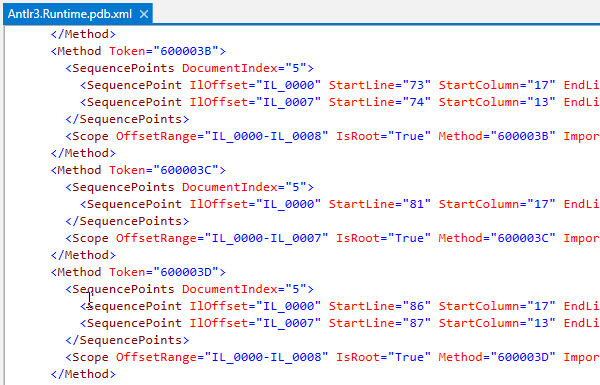 Antlr3.Runtime.pdb.xml ✕
</Method>
<Method Token="600003B">
<SequencePoints DocumentIndex="5">
<SequencePoint IlOffset="IL_0000" StartLine="73" StartColumn="17" EndLi
<SequencePoint IlOffset="IL_0007" StartLine="74" StartColumn="13" EndLi
</SequencePoints>
<Scope OffsetRange="IL_0000-IL_0008" IsRoot="True" Method="600003B" Impor
</Method>
<Method Token="600003C">
<SequencePoints DocumentIndex="5">
<SequencePoint IlOffset="IL_0000" StartLine="81" StartColumn="17" EndLi
</SequencePoints>
<Scope OffsetRange="IL_0000-IL_0007" IsRoot="True" Method="600003C" Impor
</Method>
<Method Token="600003D">
<SequencePoints DocumentIndex="5">
<SequencePoint IlOffset="IL_0000" StartLine="86" StartColumn="17" EndLi
<SequencePoint IlOffset="IL_0007" StartLine="87" StartColumn="13" EndLi
</SequencePoints>
<Scope OffsetRange="IL_0000-IL_0008" IsRoot="True" Method="600003D" Impor
</Method>